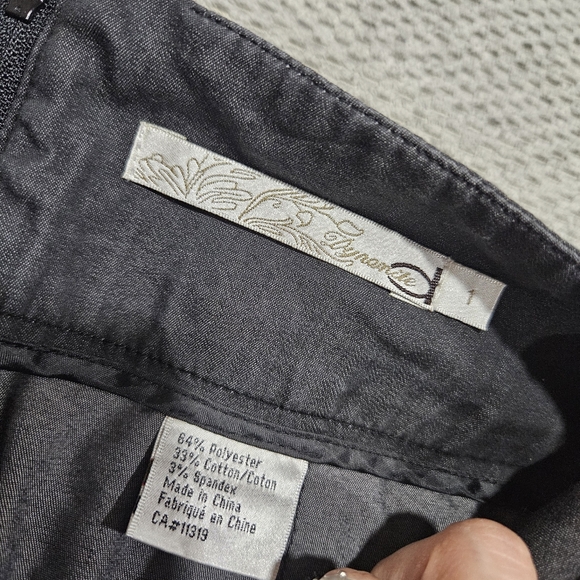 Dynamite
d
1
64% Polyester
33% Cotton/Coton
3% Spandex
Made in China
Fabriqué en Chine
CA#11319